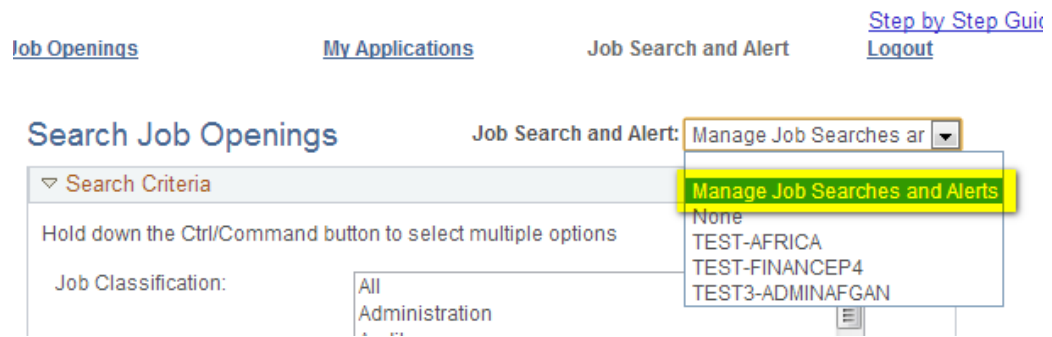 Step by Step Guid
Job Openings My Applications Job Search and Alert Logout
Search Job Openings Job Search and Alert: Manage Job Searches ar
Search Criteria
Manage Job Searches and Alerts
None
Hold down the Ctrl/Command button to select multiple options
TEST-AFRICA
TEST-FINANCEP4
Job Classification:
TEST3-ADMINAFGAN
All
Administration